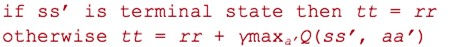 if ss′ is terminal state then tt = rr
otherwise tt = rr + γmaxₐ′Q(ss′, aa′)